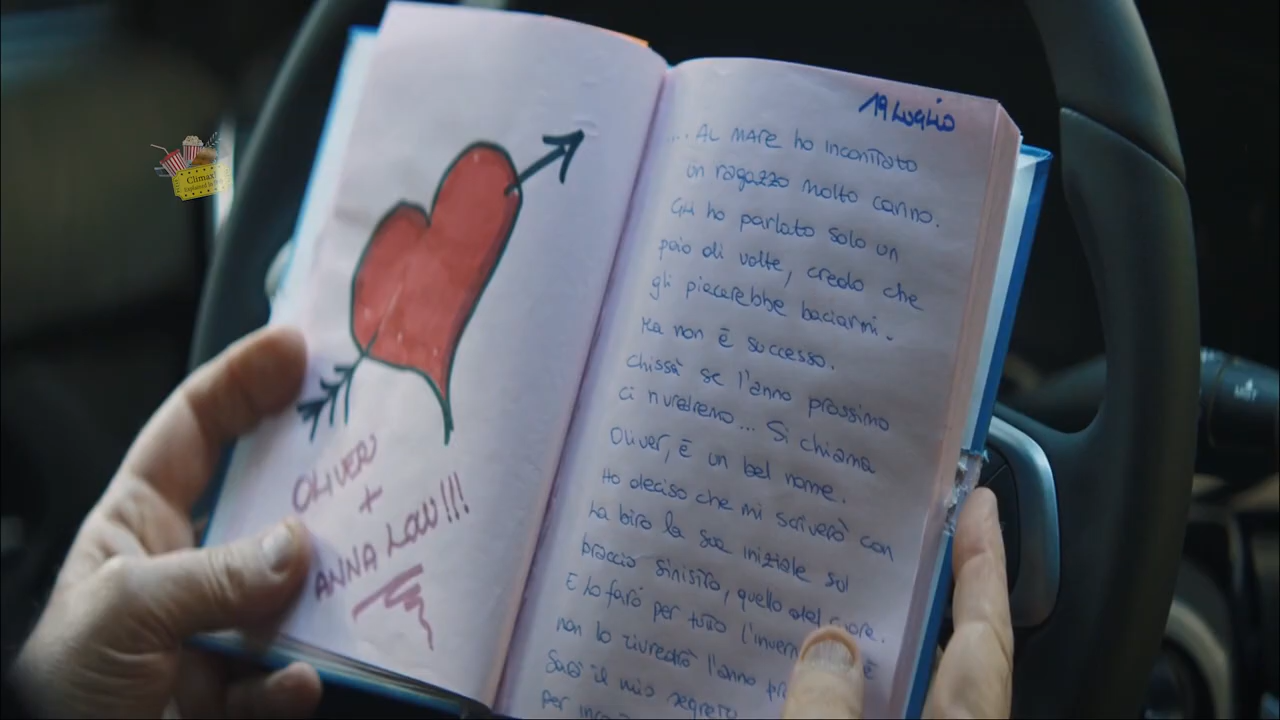 OLIVER
+
ANNA LOU!!!
19 LUGLIO
... AL MARE ho incontrato
un ragazzo molto carino.
Gli ho parlato solo un
paio di volte, credo che
gli piacerebbe baciarmi.
Ma non è successo.
Chissà se l'anno prossimo
ci rivedremo... Si chiama
Oliver, è un bel nome.
Ho deciso che mi scriverò con
la biro la sua iniziale sul
braccio sinistro, quello del cuore.
E lo farò per tutto l'inverno
non lo rivedrò l'anno
Sarà il mio segreto
per
Climax